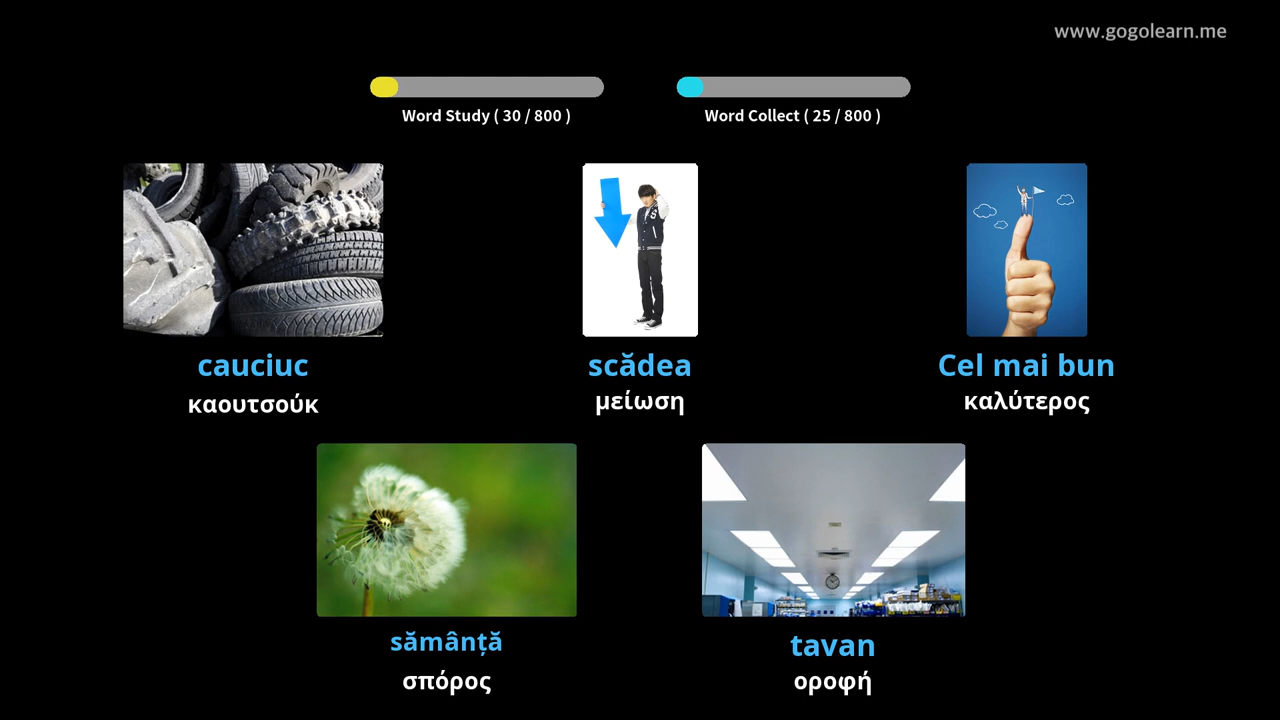 www.gogolearn.me
Word Study ( 30 / 800 )
Word Collect ( 25 / 800 )
cauciuc
καουτσούκ
scădea
μείωση
Cel mai bun
καλύτερος
sămânță
σπόρος
tavan
οροφή